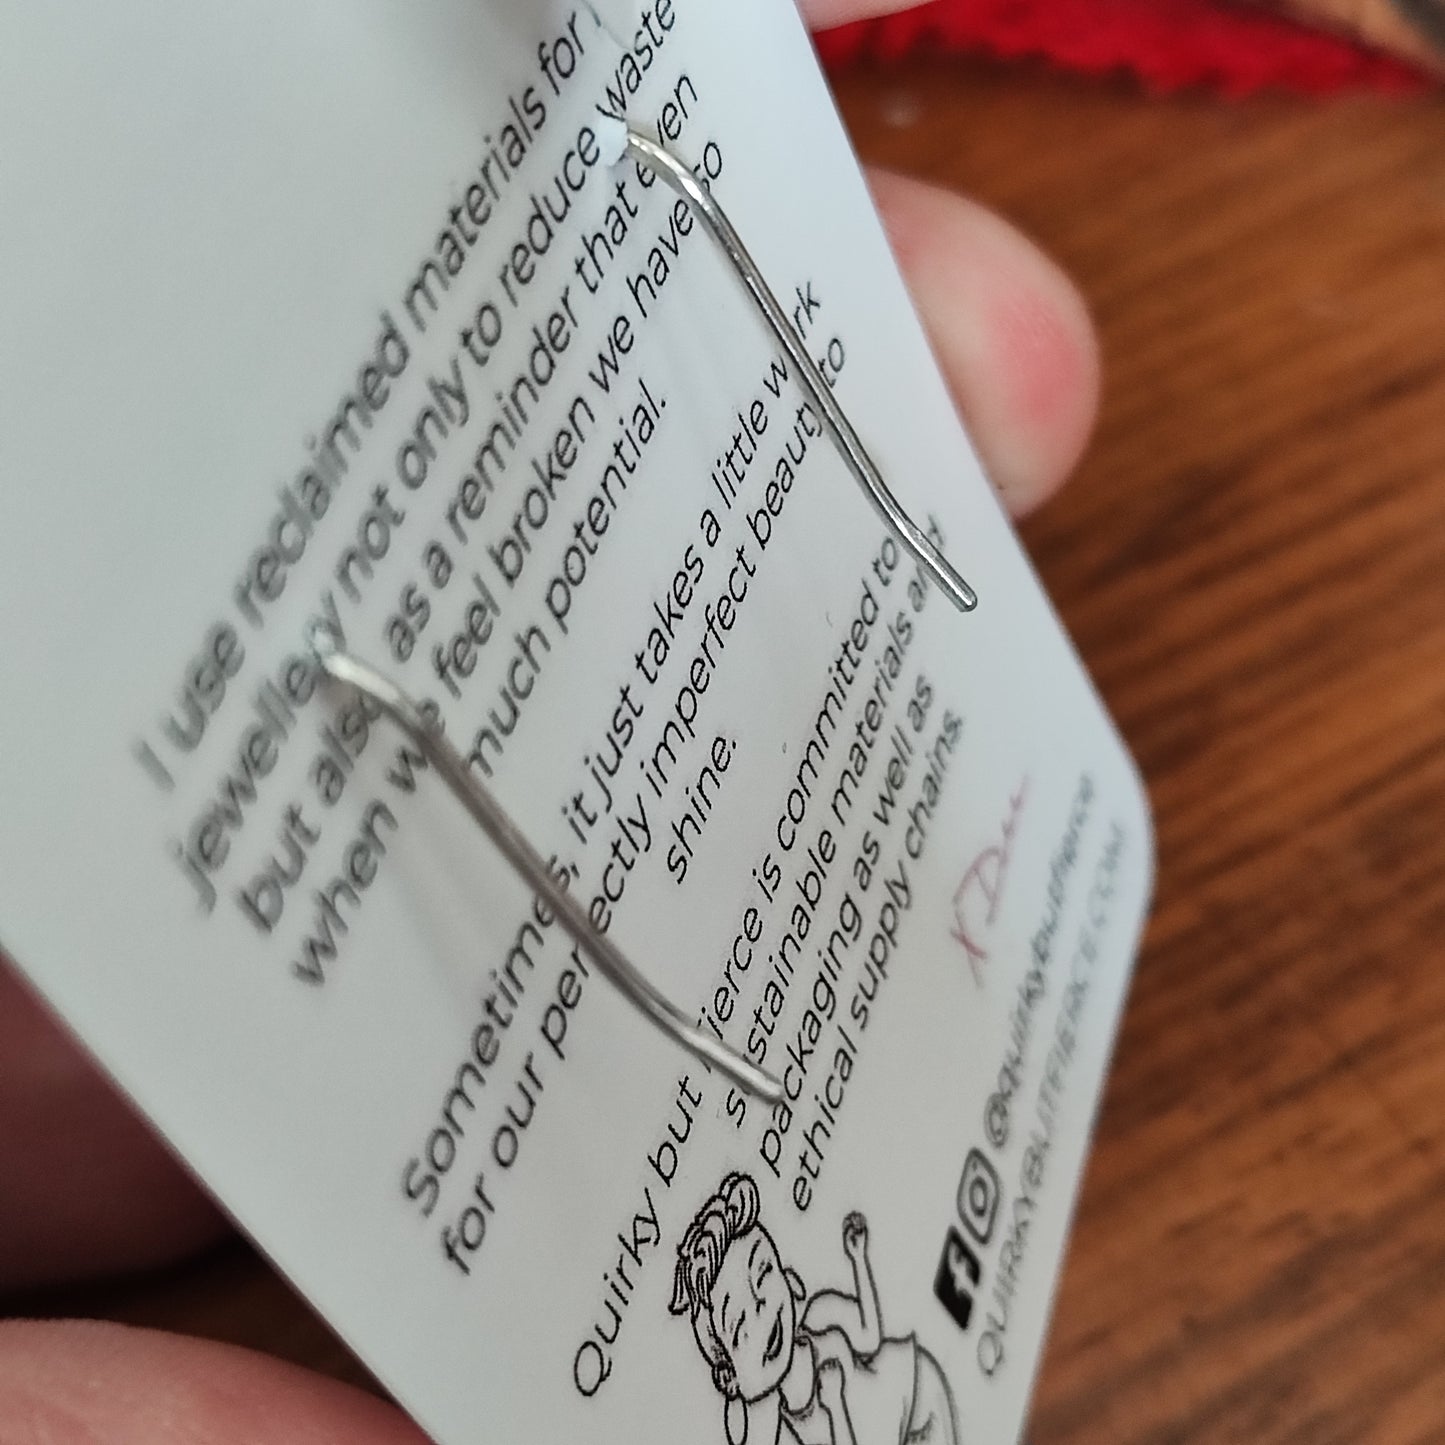 I use reclaimed materials for
jewellery not only to reduce waste
but also as a reminder that even
when we feel broken we have so
much potential.
Sometimes, it just takes a little work
for our perfectly imperfect beauty to
shine.
Quirky but Fierce is committed to
sustainable materials and
packaging as well as
ethical supply chains.
@quirkybutfierce
QUIRKYBUTFIERCE.COM